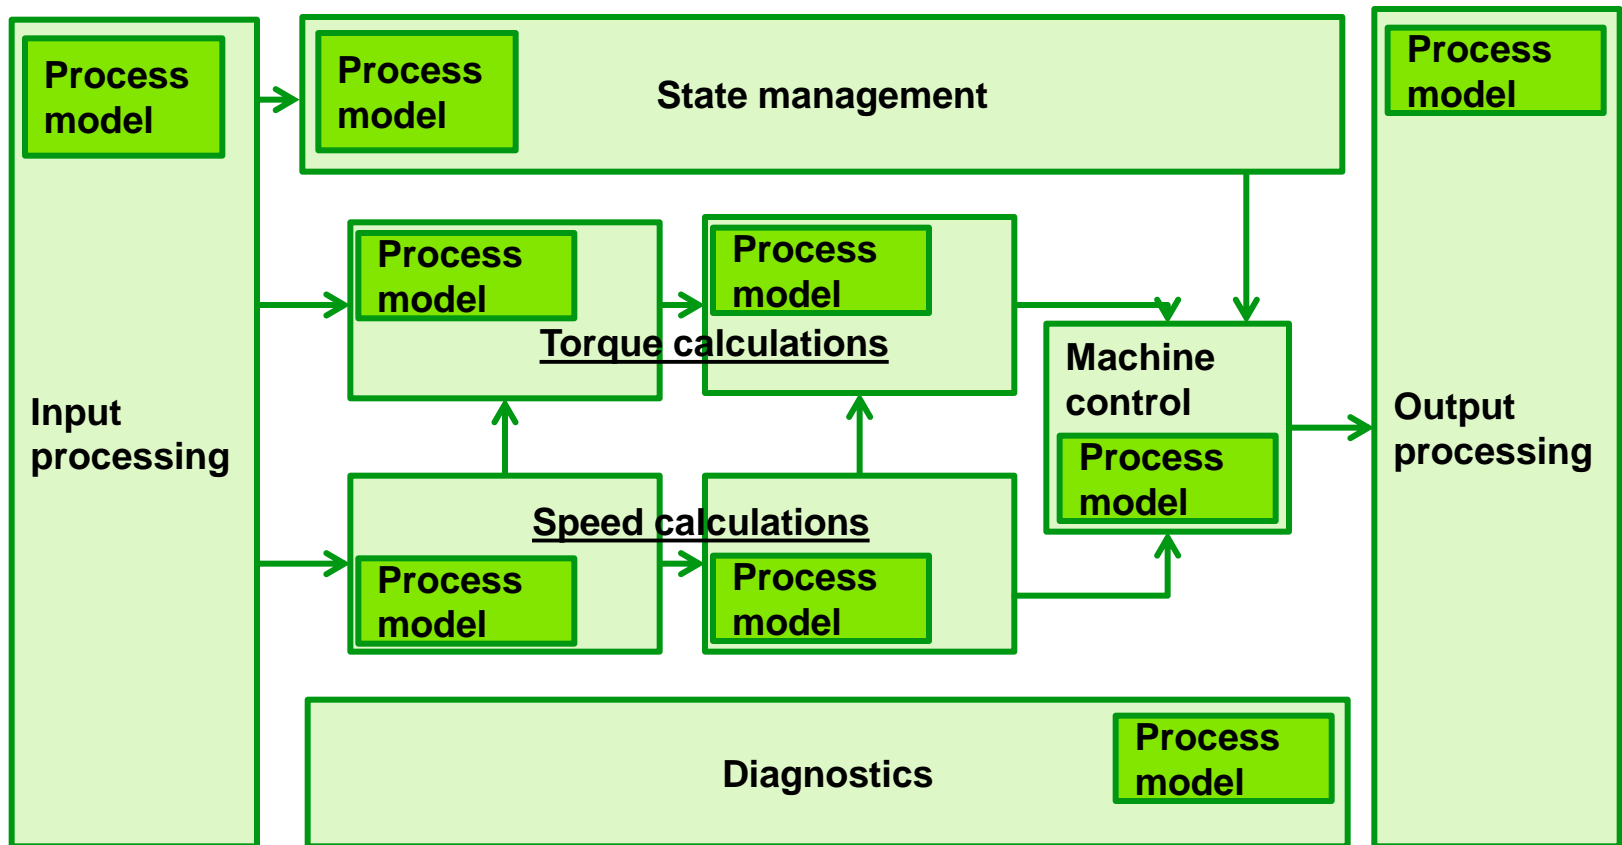 Process
model
Input
processing
Process
model
State management
Process
model
Process
model
Torque calculations
Speed calculations
Process
model
Process
model
Machine
control
Process
model
Process
model
Output
processing
Diagnostics
Process
model